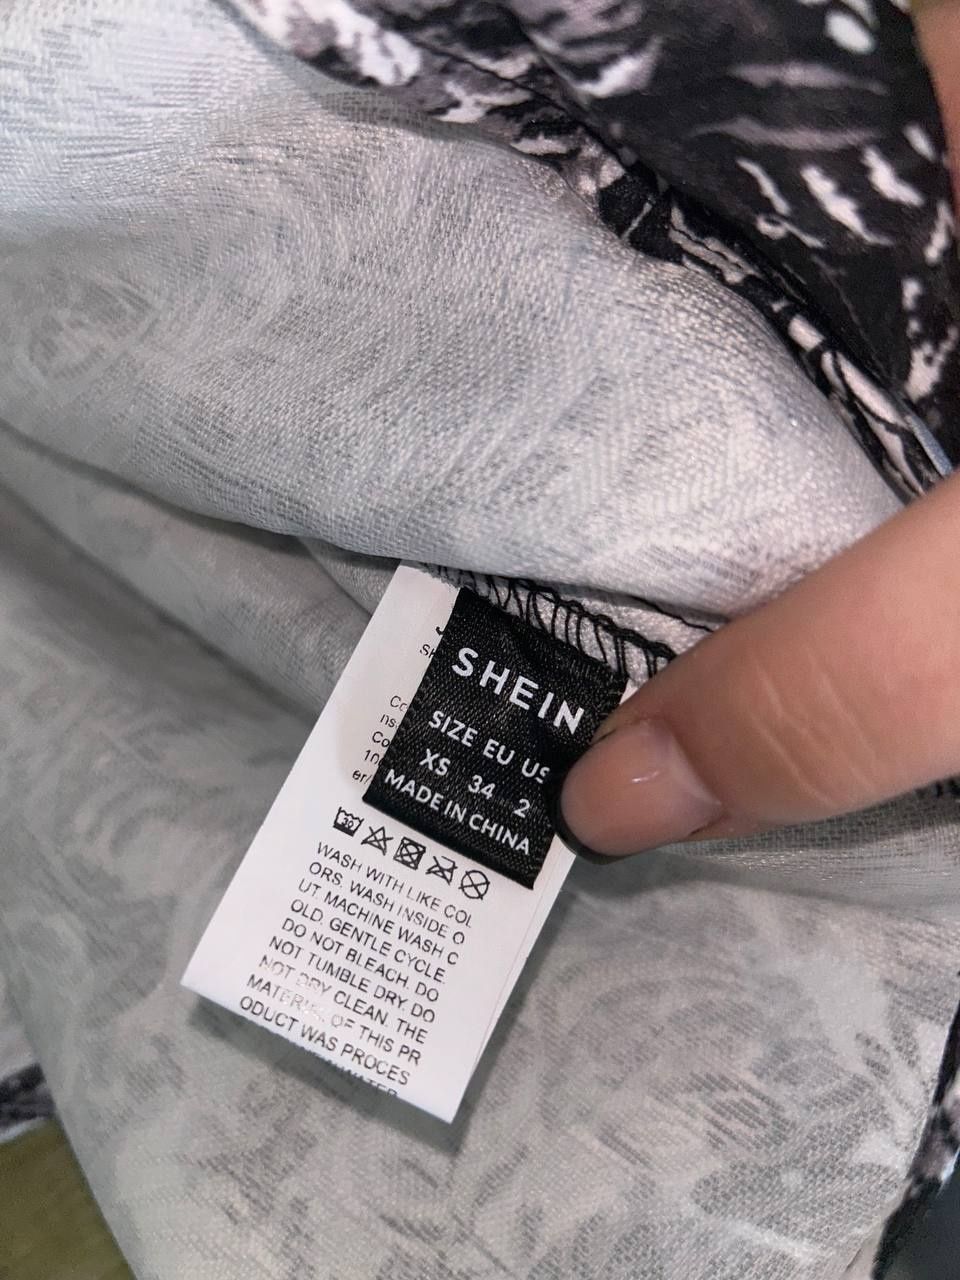 SHEIN
SIZE EU US
XS 34 2
MADE IN CHINA
30
WASH WITH LIKE COL
ORS. WASH INSIDE O
UT. MACHINE WASH C
OLD. GENTLE CYCLE.
DO NOT BLEACH. DO
NOT TUMBLE DRY. DO
NOT DRY CLEAN. THE
MATERIAL OF THIS PR
ODUCT WAS PROCES